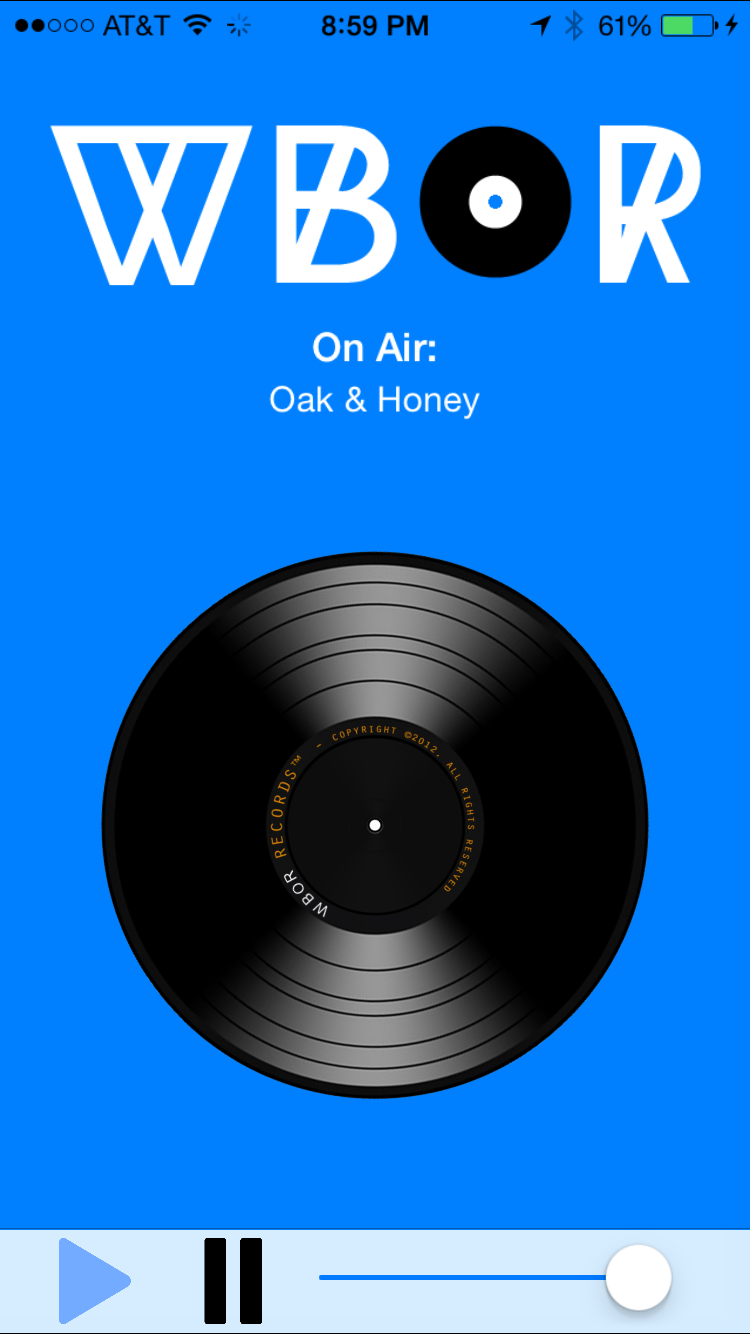 AT&T 8:59 PM 61%
WBOR
On Air:
Oak & Honey
WBOR RECORDS™ - COPYRIGHT ©2012. ALL RIGHTS RESERVED